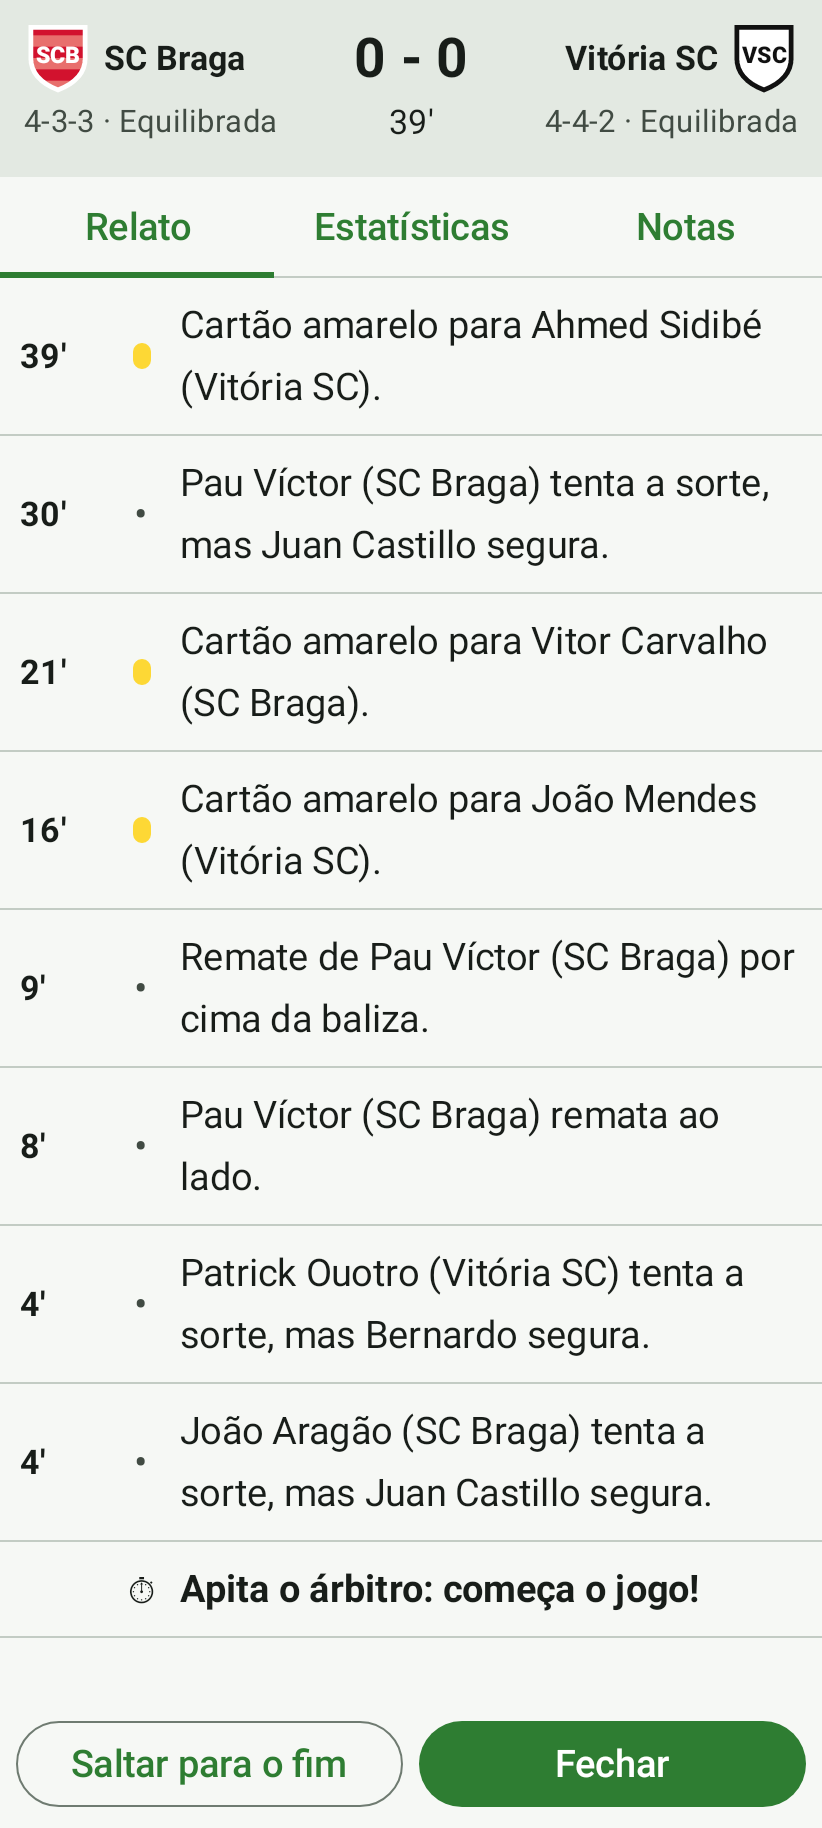 SCB SC Braga 0 - 0 Vitória SC VSC
4-3-3 · Equilibrada 39' 4-4-2 · Equilibrada
Relato Estatísticas Notas
39' Cartão amarelo para Ahmed Sidibé
(Vitória SC).
30' Pau Víctor (SC Braga) tenta a sorte,
mas Juan Castillo segura.
21' Cartão amarelo para Vitor Carvalho
(SC Braga).
16' Cartão amarelo para João Mendes
(Vitória SC).
9' Remate de Pau Víctor (SC Braga) por
cima da baliza.
8' Pau Víctor (SC Braga) remata ao
lado.
4' Patrick Ouotro (Vitória SC) tenta a
sorte, mas Bernardo segura.
4' João Aragão (SC Braga) tenta a
sorte, mas Juan Castillo segura.
Apita o árbitro: começa o jogo!
Saltar para o fim Fechar